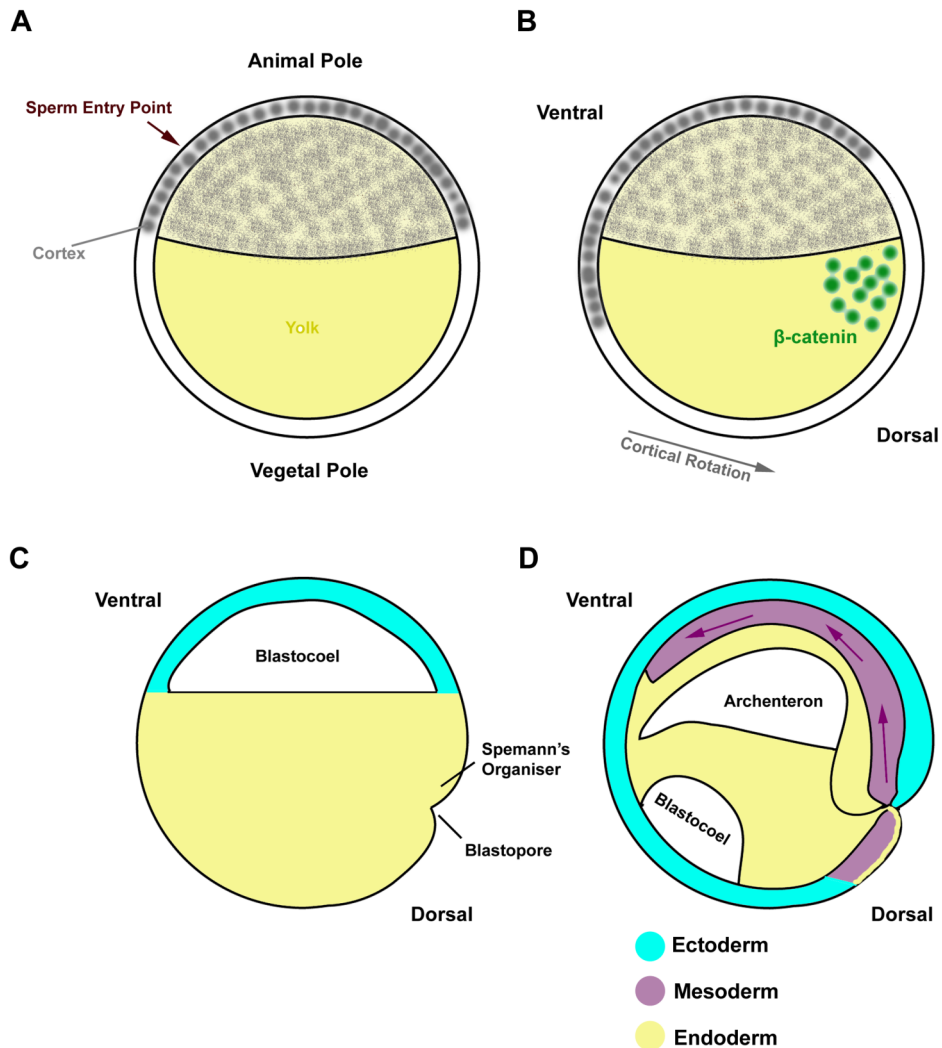 A
B
Animal Pole
Sperm Entry Point
Ventral
Cortex
Yolk
β-catenin
Dorsal
Vegetal Pole
Cortical Rotation
C
D
Ventral
Ventral
Blastocoel
Archenteron
Spemann's
Organiser
Blastocoel
Blastopore
Dorsal
Dorsal
Ectoderm
Mesoderm
Endoderm